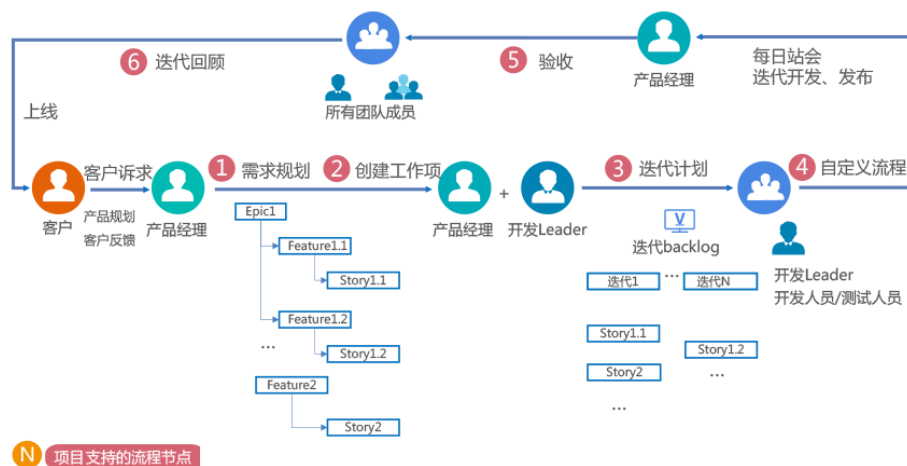 6 迭代回顾
5 验收
每日站会
迭代开发、发布
产品经理
所有团队成员
上线
客户诉求
1 需求规划
2 创建工作项
3 迭代计划
4 自定义流程
产品规划
客户反馈
客户
产品经理
+
产品经理
开发Leader
迭代backlog
开发Leader
开发人员/测试人员
Epic1
Feature1.1
Story1.1
Feature1.2
...
Story1.2
Feature2
Story2
迭代1
...
迭代N
Story1.1
Story1.2
Story2
...
...
N 项目支持的流程节点